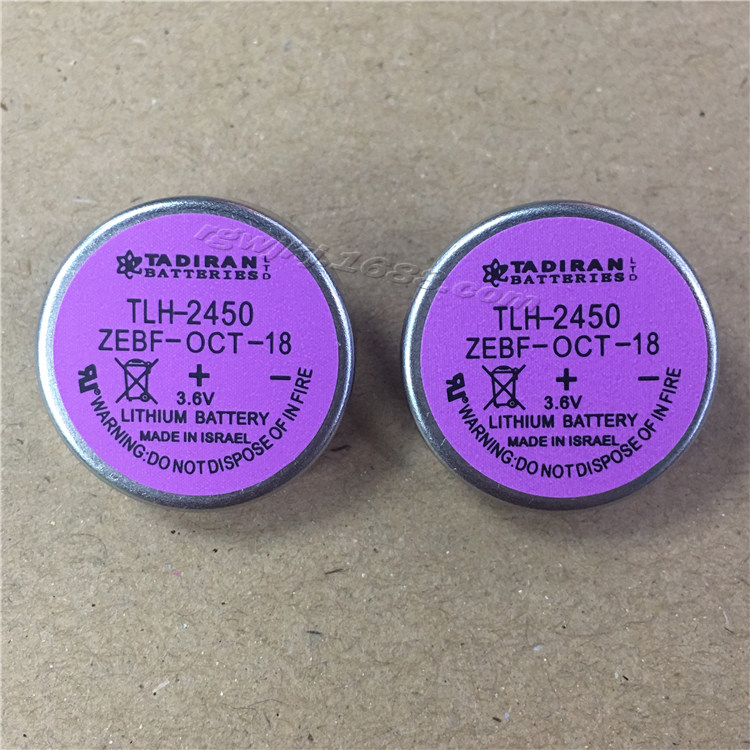 TADIRAN LTD
BATTERIES
TLH-2450
ZEBF-OCT-18
+ -
3.6V
LITHIUM BATTERY
MADE IN ISRAEL
WARNING:DO NOT DISPOSE OF IN FIRE
TADIRAN LTD
BATTERIES
TLH-2450
ZEBF-OCT-18
+ -
3.6V
LITHIUM BATTERY
MADE IN ISRAEL
WARNING:DO NOT DISPOSE OF IN FIRE